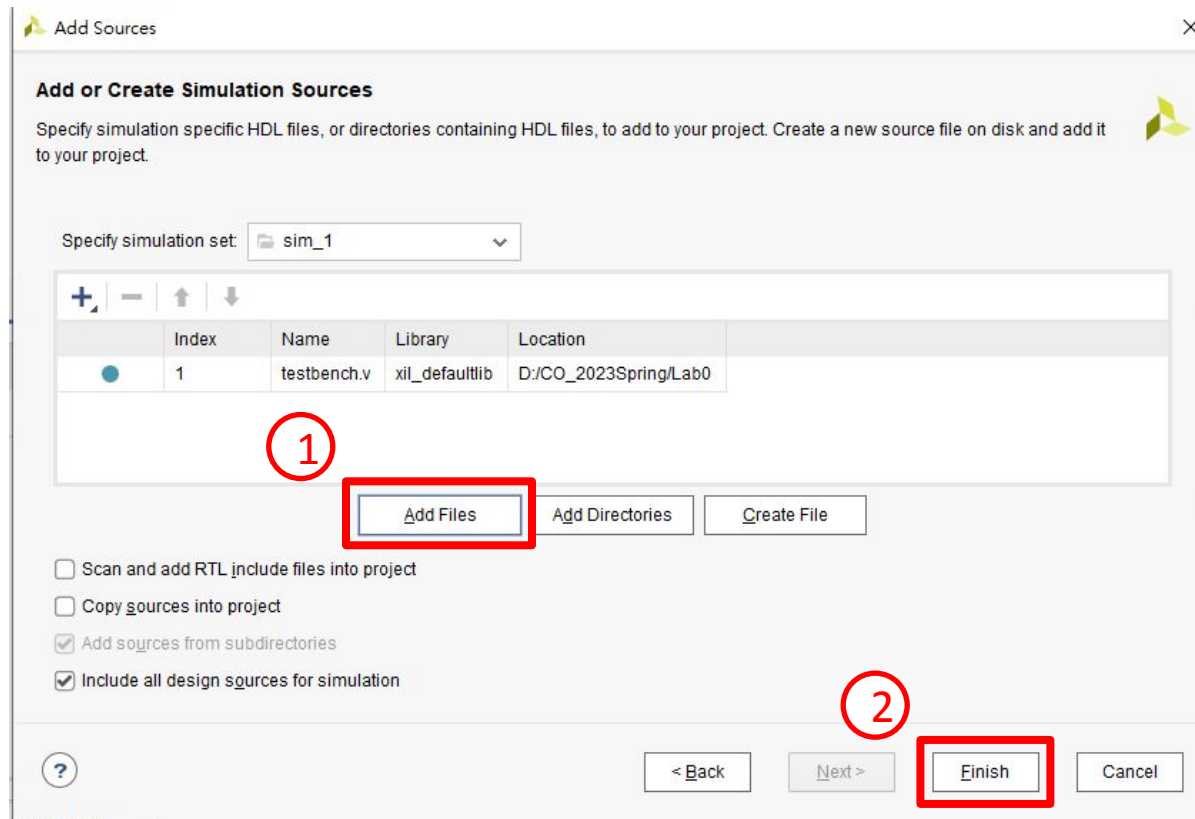 Add Sources
Add or Create Simulation Sources
Specify simulation specific HDL files, or directories containing HDL files, to add to your project. Create a new source file on disk and add it
to your project.
Specify simulation set: sim_1
Index Name Library Location
1 testbench.v xil_defaultlib D:/CO_2023Spring/Lab0
1
Add Files Add Directories Create File
Scan and add RTL include files into project
Copy sources into project
Add sources from subdirectories
Include all design sources for simulation
2
? < Back Next > Finish Cancel